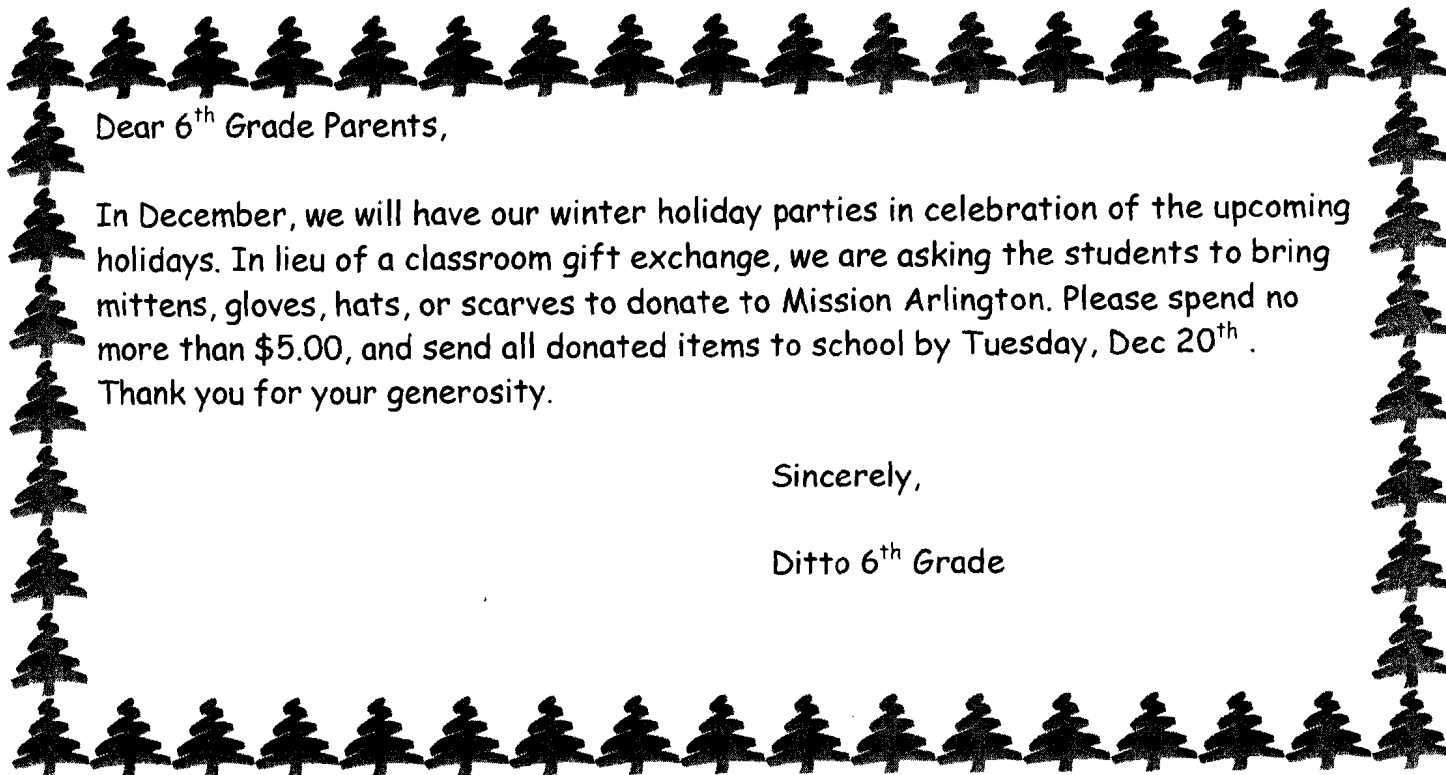 Dear 6th Grade Parents,
In December, we will have our winter holiday parties in celebration of the upcoming
holidays. In lieu of a classroom gift exchange, we are asking the students to bring
mittens, gloves, hats, or scarves to donate to Mission Arlington. Please spend no
more than $5.00, and send all donated items to school by Tuesday, Dec 20th .
Thank you for your generosity.
Sincerely,
Ditto 6th Grade